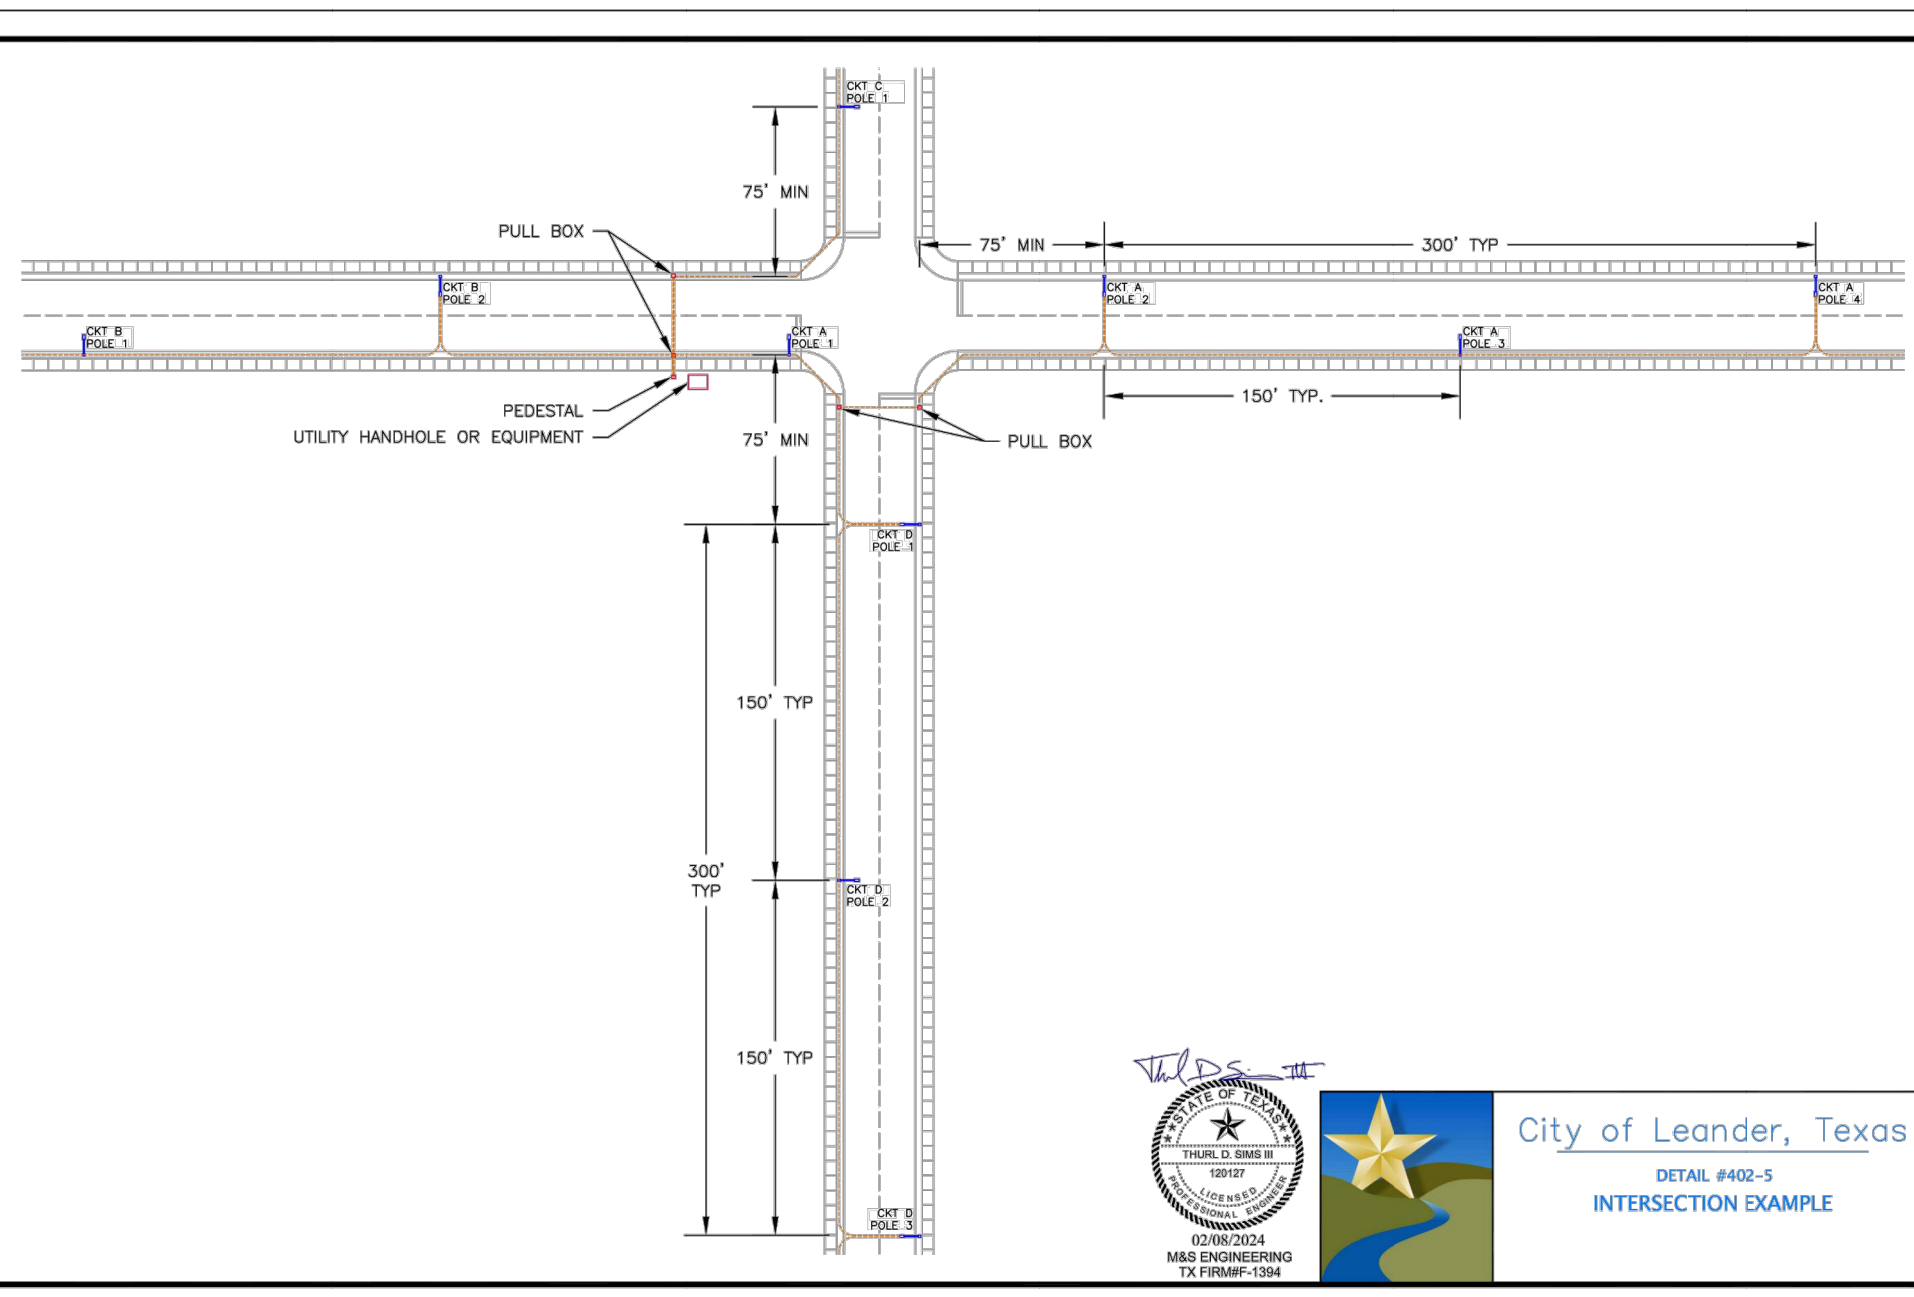 CKT C
POLE 1
75' MIN
PULL BOX
75' MIN
300' TYP
CKT B
POLE 2
CKT A
POLE 2
CKT A
POLE 4
CKT B
POLE 1
CKT A
POLE 1
CKT A
POLE 3
150' TYP.
PEDESTAL
UTILITY HANDHOLE OR EQUIPMENT
75' MIN
PULL BOX
CKT D
POLE 1
150' TYP
300'
TYP
CKT D
POLE 2
150' TYP
CKT D
POLE 3
Thurl D Sims III
STATE OF TEXAS
THURL D. SIMS III
120127
LICENSED
PROFESSIONAL ENGINEER
02/08/2024
M&S ENGINEERING
TX FIRM#F-1394
City of Leander, Texas
DETAIL #402-5
INTERSECTION EXAMPLE